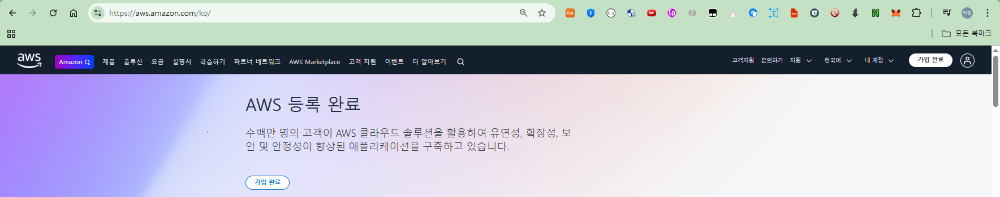 https://aws.amazon.com/ko/
인철
모든 북마크
aws
Amazon Q 제품 솔루션 요금 설명서 학습하기 파트너 네트워크 AWS Marketplace 고객 지원 이벤트 더 알아보기
고객지원 문의하기 지원 한국어 내 계정 가입 완료
AWS 등록 완료
수백만 명의 고객이 AWS 클라우드 솔루션을 활용하여 유연성, 확장성, 보
안 및 안정성이 향상된 애플리케이션을 구축하고 있습니다.
가입 완료